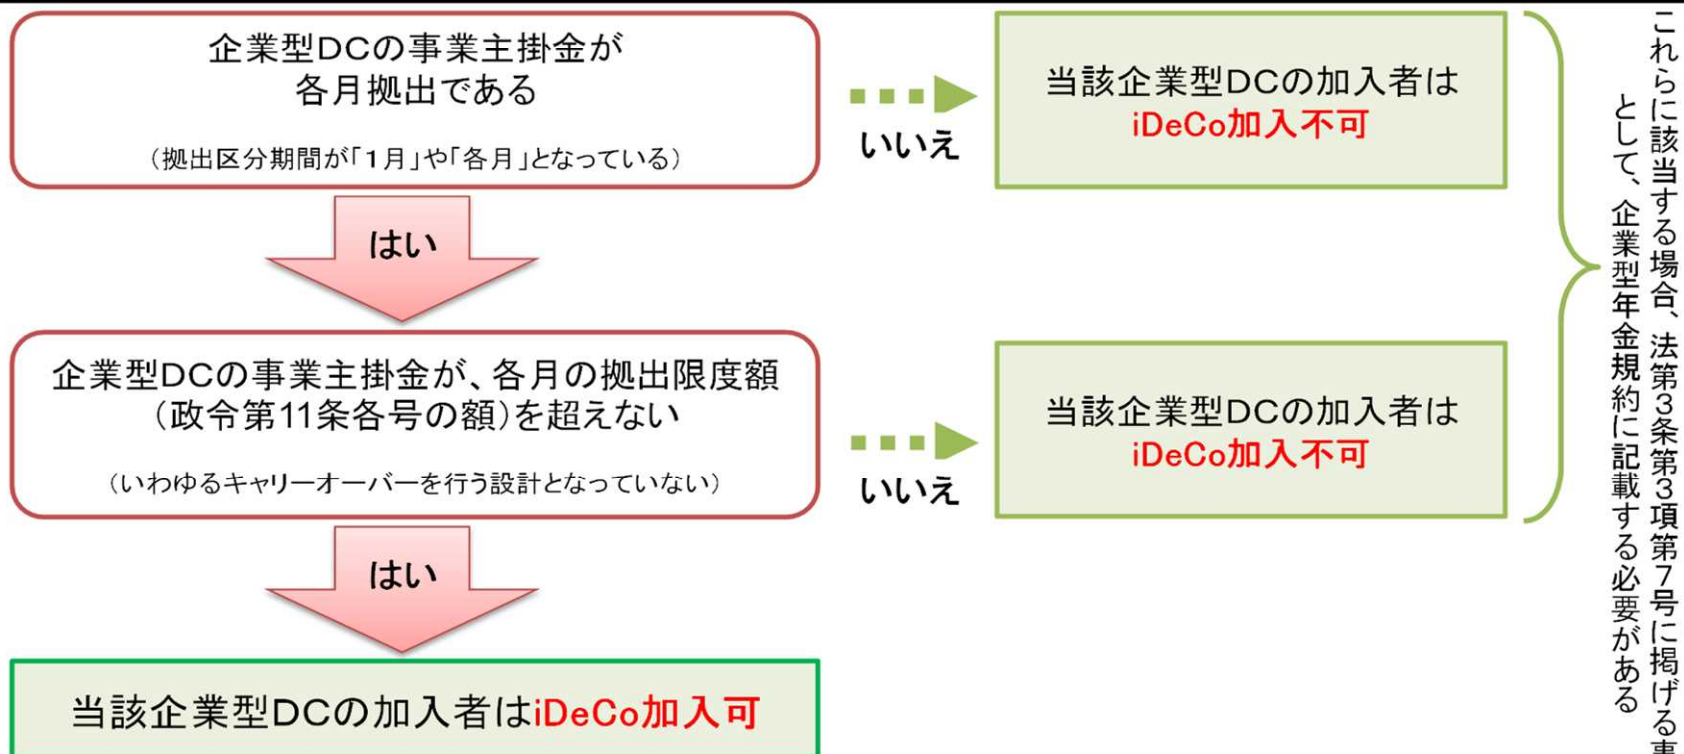 企業型DCの事業主掛金が
各月拠出である
（拠出区分期間が「１月」や「各月」となっている）
いいえ
当該企業型DCの加入者は
iDeCo加入不可
はい
企業型DCの事業主掛金が、各月の拠出限度額
（政令第11条各号の額）を超えない
（いわゆるキャリーオーバーを行う設計となっていない）
いいえ
当該企業型DCの加入者は
iDeCo加入不可
はい
当該企業型DCの加入者はiDeCo加入可
これらに該当する場合、法第３条第３項第７号に掲げる事
として、企業型年金規約に記載する必要がある